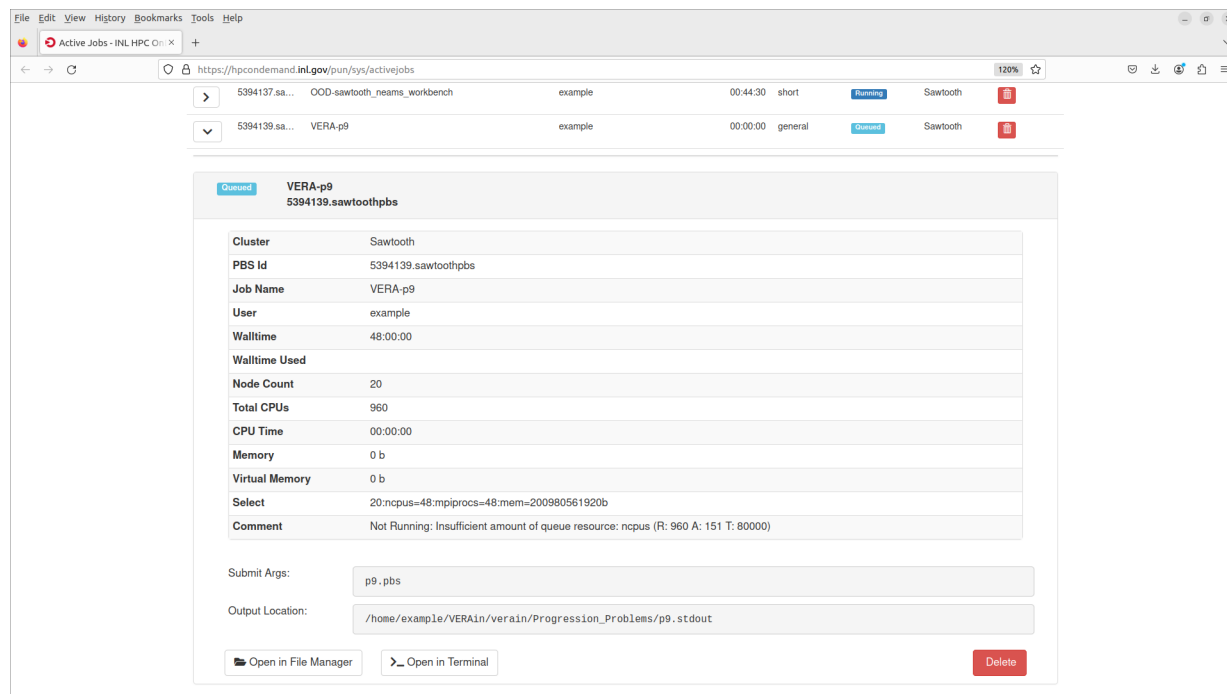 File Edit View History Bookmarks Tools Help
Active Jobs - INL HPC On
https://hpcondemand.inl.gov/pun/sys/activejobs 120%
5394137.sa... OOD-sawtooth_neams_workbench example 00:44:30 short Running Sawtooth
5394139.sa... VERA-p9 example 00:00:00 general Queued Sawtooth
Queued VERA-p9
5394139.sawtoothpbs
Cluster Sawtooth
PBS Id 5394139.sawtoothpbs
Job Name VERA-p9
User example
Walltime 48:00:00
Walltime Used
Node Count 20
Total CPUs 960
CPU Time 00:00:00
Memory 0 b
Virtual Memory 0 b
Select 20:ncpus=48:mpiprocs=48:mem=200980561920b
Comment Not Running: Insufficient amount of queue resource: ncpus (R: 960 A: 151 T: 80000)
Submit Args: p9.pbs
Output Location: /home/example/VERAin/verain/Progression_Problems/p9.stdout
Open in File Manager >_ Open in Terminal Delete